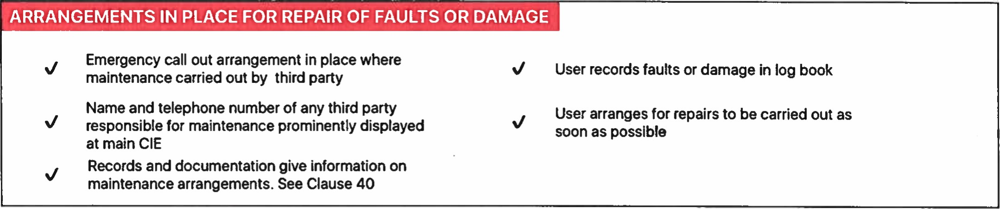 ARRANGEMENTS IN PLACE FOR REPAIR OF FAULTS OR DAMAGE
✓ Emergency call out arrangement in place where
maintenance carried out by third party
✓ Name and telephone number of any third party
responsible for maintenance prominently displayed
at main CIE
✓ Records and documentation give information on
maintenance arrangements. See Clause 40
✓ User records faults or damage in log book
✓ User arranges for repairs to be carried out as
soon as possible